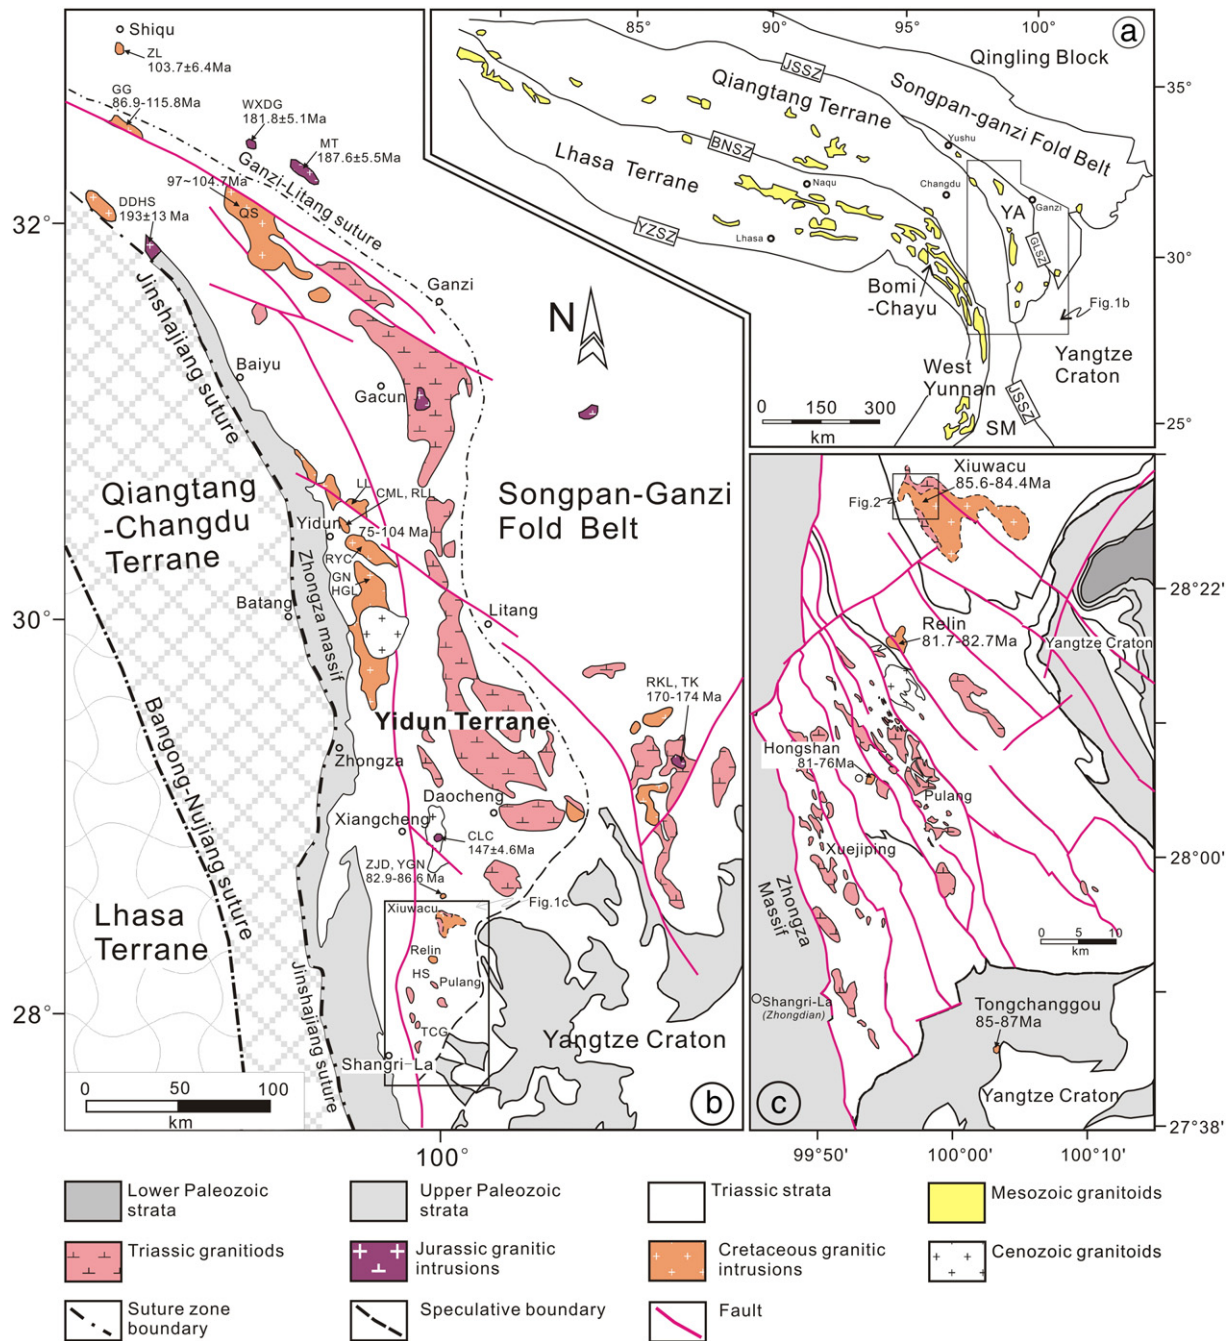 Shiqu
ZL
103.7±6.4Ma
GG
86.9-115.8Ma
WXDG
181.8±5.1Ma
MT
187.6±5.5Ma
Ganzi-Litang suture
97~104.7Ma
QS
DDHS
193±13 Ma
32°
Jinshajiang suture
Ganzi
N
Baiyu
Gacun
Qiangtang
-Changdu
Terrane
LL
CML, RLL
Yidun
75-104 Ma
RYC
GN
HGL
Songpan-Ganzi
Fold Belt
Zhongza massif
Batang
30°
Litang
Bangong-Nujiang suture
RKL, TK
170-174 Ma
Yidun Terrane
Zhongza
Daocheng
Xiangcheng
CLC
147±4.6Ma
ZJD, YGN
82.9-86.6 Ma
Fig.1c
Xiuwacu
Lhasa
Terrane
Relin
HS
Pulang
Jinshajiang suture
TCG
28°
Yangtze Craton
Shangri-La
0 50 100
km
b
100°
85° 90° 95° 100°
a
Qingling Block
JSSZ
35°
Qiangtang Terrane
Songpan-ganzi Fold Belt
BNSZ
Yushu
Lhasa Terrane
Naqu
Changdu
YA
Ganzi
YZSZ
Lhasa
GLSZ
30°
Bomi
-Chayu
Fig.1b
West
Yunnan
Yangtze
Craton
JSSZ
0 150 300
km
SM
25°
Xiuwacu
85.6-84.4Ma
Fig.2
28°22'
Relin
81.7-82.7Ma
Yangtze Craton
Hongshan
81-76Ma
Pulang
Xuejiping
28°00'
Zhongza
Massif
0 5 10
km
Shangri-La
(Zhongdian)
Tongchanggou
85-87Ma
c
Yangtze Craton
27°38'
99°50' 100°00' 100°10'
Lower Paleozoic
strata
Upper Paleozoic
strata
Triassic strata
Mesozoic granitoids
Triassic granitiods
Jurassic granitic
intrusions
Cretaceous granitic
intrusions
Cenozoic granitoids
Suture zone
boundary
Speculative boundary
Fault